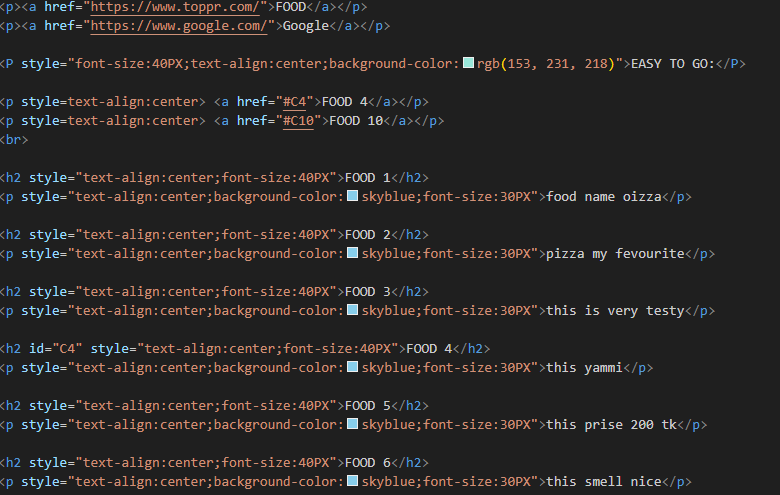 <p><a href="https://www.toppr.com/">FOOD</a></p>
<p><a href="https://www.google.com/">Google</a></p>
<P style="font-size:40PX;text-align:center;background-color:rgb(153, 231, 218)">EASY TO GO:</P>
<p style=text-align:center> <a href="#C4">FOOD 4</a></p>
<p style=text-align:center> <a href="#C10">FOOD 10</a></p>
<br>
<h2 style="text-align:center;font-size:40PX">FOOD 1</h2>
<p style="text-align:center;background-color:skyblue;font-size:30PX">food name oizza</p>
<h2 style="text-align:center;font-size:40PX">FOOD 2</h2>
<p style="text-align:center;background-color:skyblue;font-size:30PX">pizza my fevourite</p>
<h2 style="text-align:center;font-size:40PX">FOOD 3</h2>
<p style="text-align:center;background-color:skyblue;font-size:30PX">this is very testy</p>
<h2 id="C4" style="text-align:center;font-size:40PX">FOOD 4</h2>
<p style="text-align:center;background-color:skyblue;font-size:30PX">this yammi</p>
<h2 style="text-align:center;font-size:40PX">FOOD 5</h2>
<p style="text-align:center;background-color:skyblue;font-size:30PX">this prise 200 tk</p>
<h2 style="text-align:center;font-size:40PX">FOOD 6</h2>
<p style="text-align:center;background-color:skyblue;font-size:30PX">this smell nice</p>